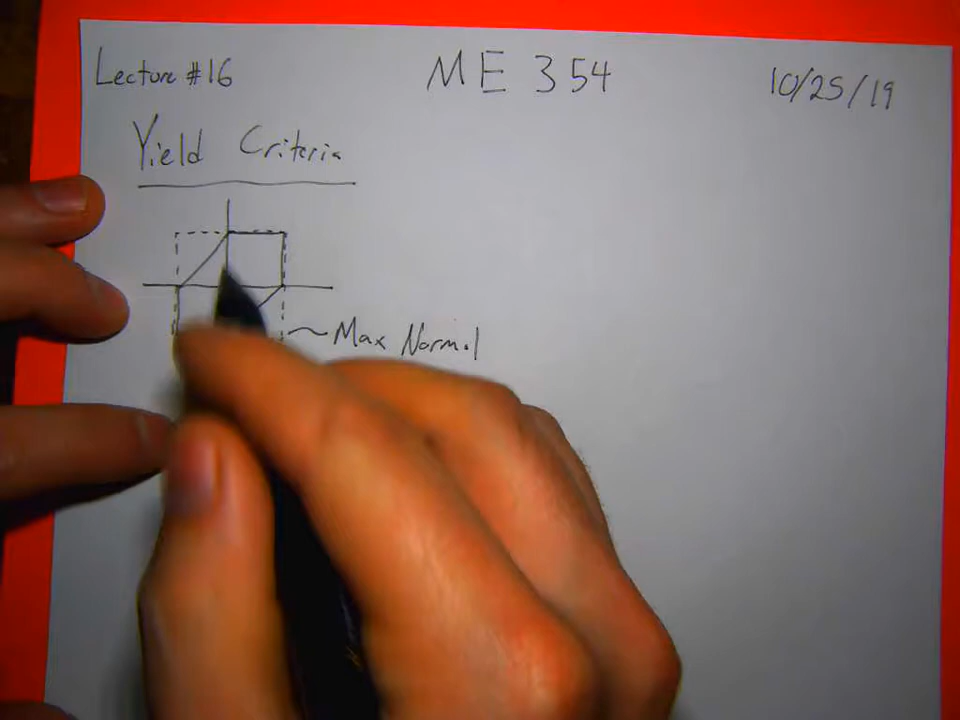 Lecture #16
ME 354
10/25/19
Yield Criteria
Max Normal